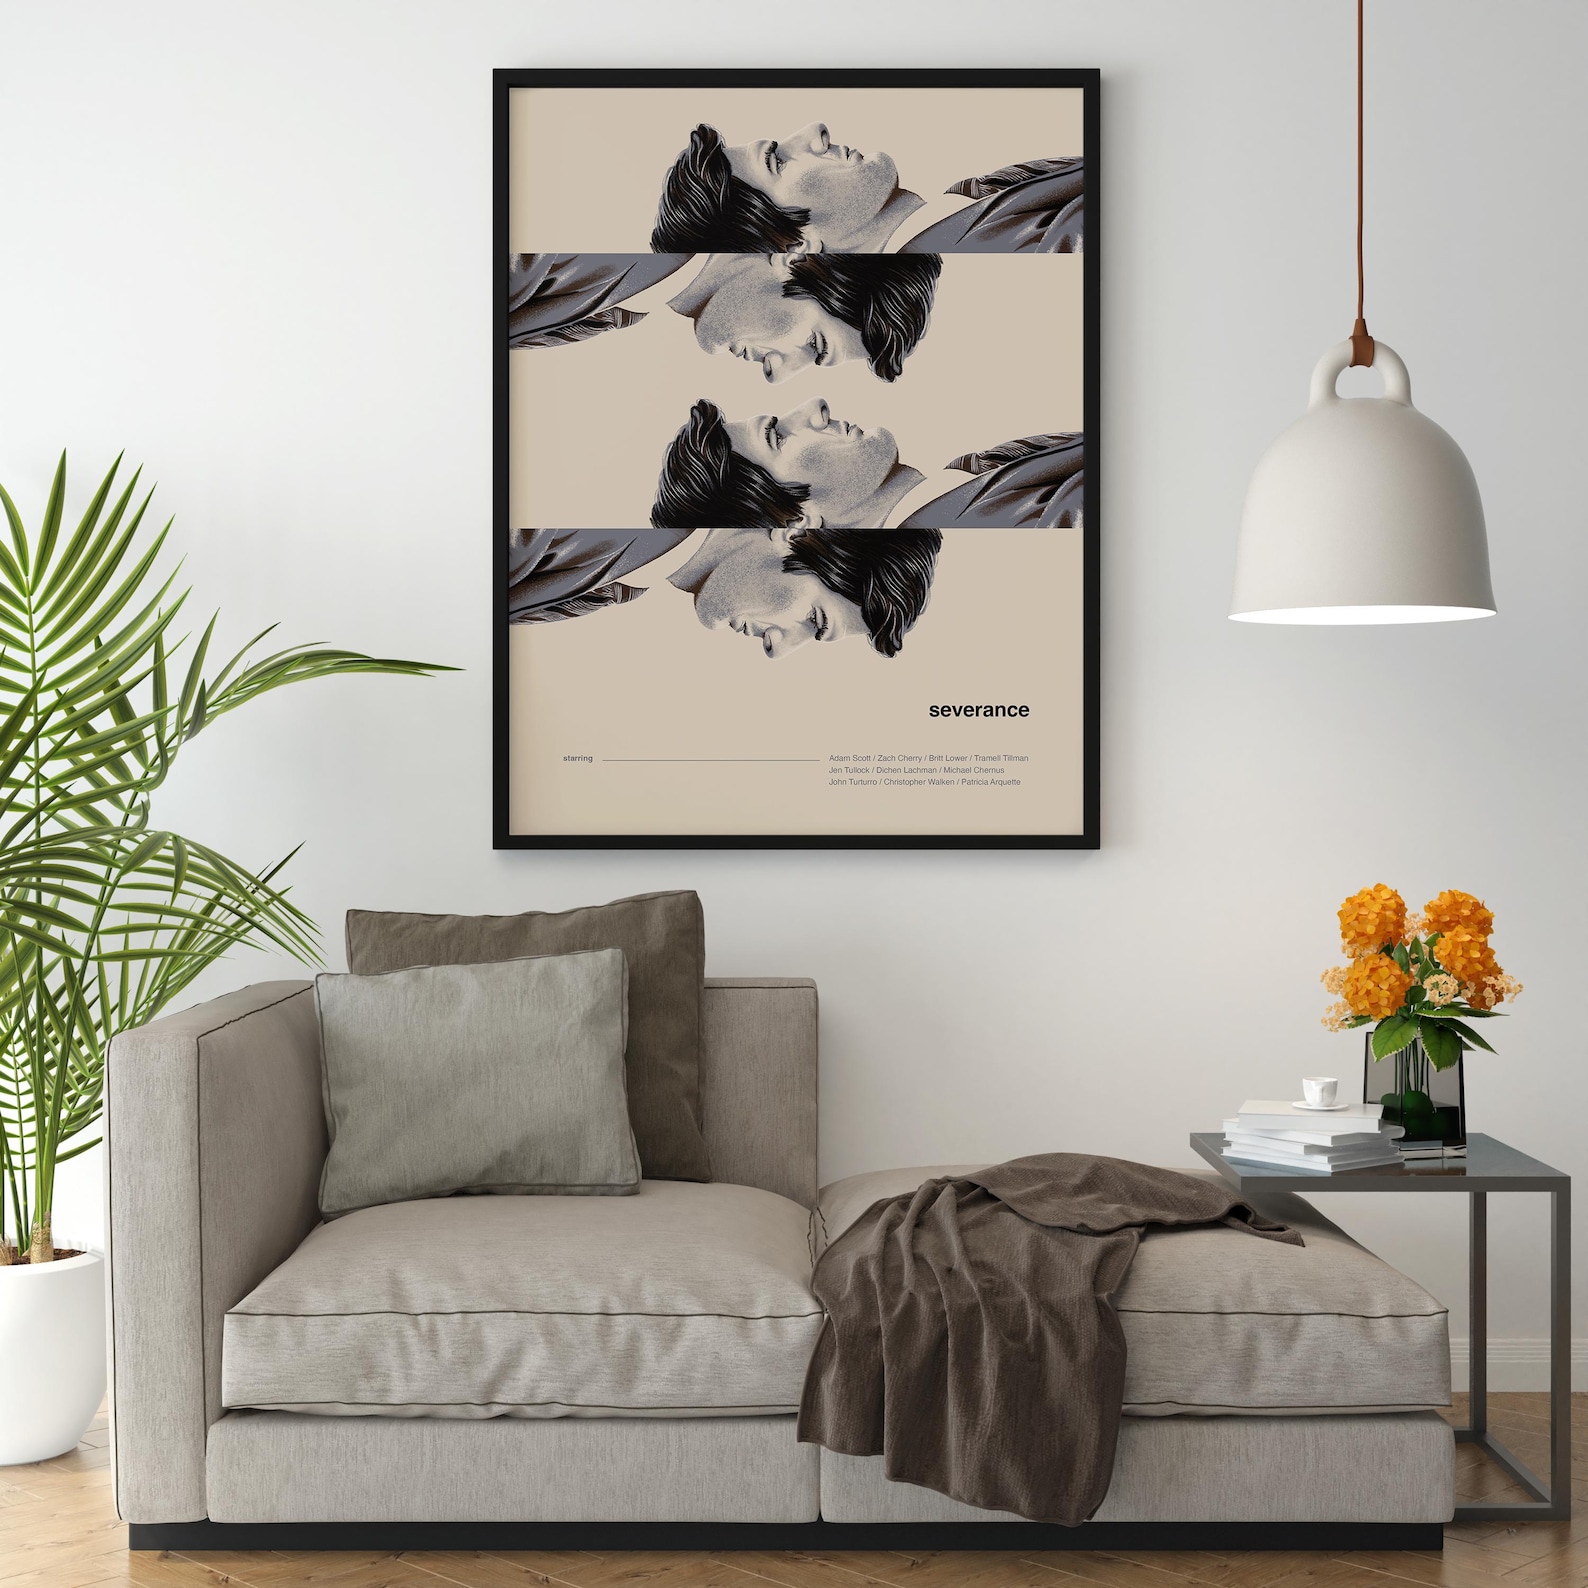 severance
starring
Adam Scott / Zach Cherry / Britt Lower / Tramell Tillman
Jen Tullock / Dichen Lachman / Michael Chernus
John Turturro / Christopher Walken / Patricia Arquette